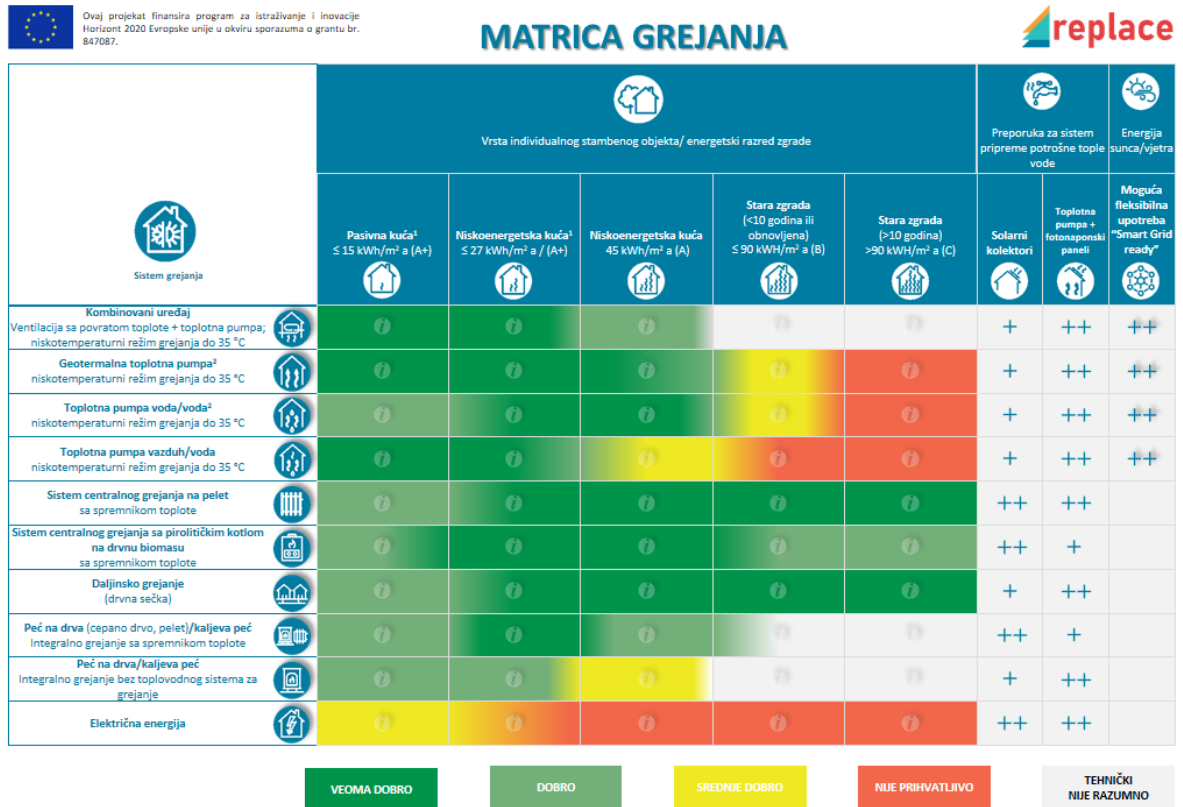 Ovaj projekat finansira program za istraživanje i inovacije
Horizont 2020 Evropske unije u okviru sporazuma o grantu br.
847087.
MATRICA GREJANJA
replace
Vrsta individualnog stambenog objekta/ energetski razred zgrade
Preporuka za sistem
pripreme potrošne tople
vode
Energija
sunca/vjetra
Sistem grejanja
Pasivna kuća¹
≤ 15 kWh/m² a (A+)
Niskoenergetska kuća¹
≤ 27 kWh/m² a / (A+)
Niskoenergetska kuća
45 kWh/m² a (A)
Stara zgrada
(<10 godina ili
obnovljena)
≤ 90 kWH/m² a (B)
Stara zgrada
(>10 godina)
>90 kWH/m² a (C)
Solarni
kolektori
Toplotna
pumpa +
fotonaponski
paneli
Moguća
fleksibilna
upotreba
“Smart Grid
ready”
Kombinovani uređaj
Ventilacija sa povratom toplote + toplotna pumpa;
niskotemperaturni režim grejanja do 35 °C
i i i + ++ ++
Geotermalna toplotna pumpa²
niskotemperaturni režim grejanja do 35 °C
i i i i i + ++ ++
Toplotna pumpa voda/voda²
niskotemperaturni režim grejanja do 35 °C
i i i i i + ++ ++
Toplotna pumpa vazduh/voda
niskotemperaturni režim grejanja do 35 °C
i i i i i + ++ ++
Sistem centralnog grejanja na pelet
sa spremnikom toplote
i i i i i ++ ++
Sistem centralnog grejanja sa pirolitičkim kotlom
na drvnu biomasu
sa spremnikom toplote
i i i i i ++ +
Daljinsko grejanje
(drvna sečka)
i i i i i + ++
Peć na drva (cepano drvo, pelet)/kaljeva peć
Integralno grejanje sa spremnikom toplote
i i i ++ +
Peć na drva/kaljeva peć
Integralno grejanje bez toplovodnog sistema za
grejanje
i i i + ++
Električna energija
i i i i i ++ ++
VEOMA DOBRO
DOBRO
SREDNJE DOBRO
NIJE PRIHVATLJIVO
TEHNIČKI
NIJE RAZUMNO